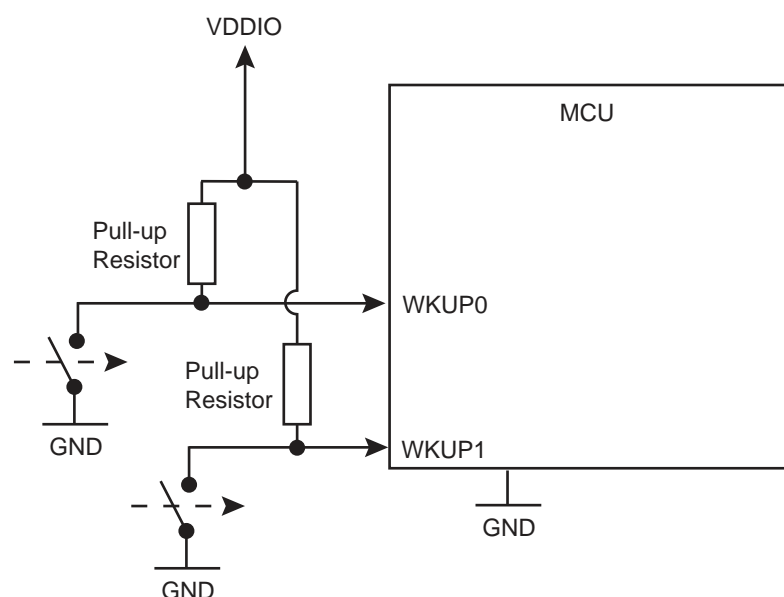 VDDIO
MCU
Pull-up
Resistor
WKUP0
Pull-up
Resistor
GND
WKUP1
GND
GND